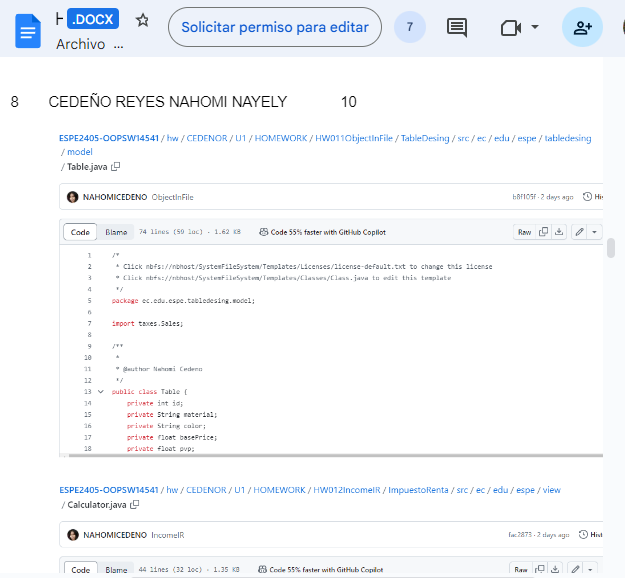 H .DOCX
Archivo ...
Solicitar permiso para editar
7
8 CEDEÑO REYES NAHOMI NAYELY 10
ESPE2405-OOPSW14541 / hw / CEDENOR / U1 / HOMEWORK / HW011ObjectInFile / TableDesing / src / ec / edu / espe / tabledesing
/ model
/ Table.java
NAHOMICEDENO ObjectInFile
b8f105f · 2 days ago His
Code Blame 74 lines (59 loc) · 1.62 KB Code 55% faster with GitHub Copilot Raw
1 /*
2 * Click nbfs://nbhost/SystemFileSystem/Templates/Licenses/license-default.txt to change this license
3 * Click nbfs://nbhost/SystemFileSystem/Templates/Classes/Class.java to edit this template
4 */
5 package ec.edu.espe.tabledesing.model;
6
7 import taxes.Sales;
8
9 /**
10 *
11 * @author Nahomi Cedeno
12 */
13 public class Table {
14 private int id;
15 private String material;
16 private String color;
17 private float basePrice;
18 private float pvp;
ESPE2405-OOPSW14541 / hw / CEDENOR / U1 / HOMEWORK / HW012IncomeIR / ImpuestoRenta / src / ec / edu / espe / view
/ Calculator.java
NAHOMICEDENO IncomeIR
fac2873 · 2 days ago Hist
Code Blame 44 lines (32 loc) · 1.35 KB Code 55% faster with GitHub Copilot Raw